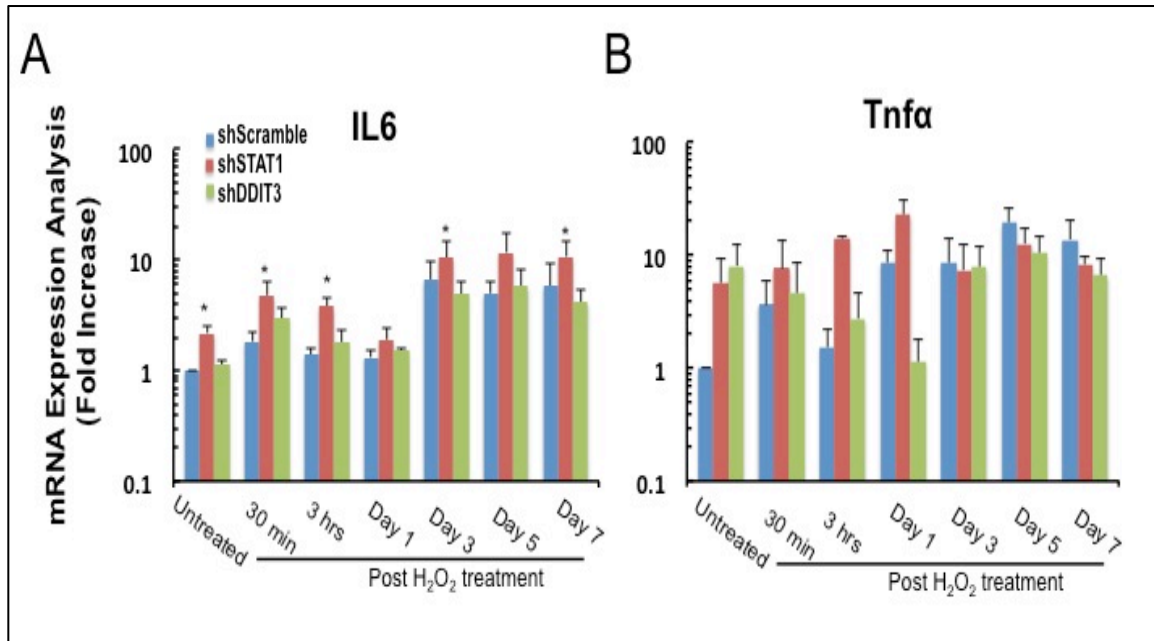 A
IL6
shScramble
shSTAT1
shDDIT3
mRNA Expression Analysis
(Fold Increase)
100
10
1
0.1
*
*
*
*
*
Untreated
30 min
3 hrs
Day 1
Day 3
Day 5
Day 7
Post H₂O₂ treatment
B
Tnfα
100
10
1
0.1
Untreated
30 min
3 hrs
Day 1
Day 3
Day 5
Day 7
Post H₂O₂ treatment